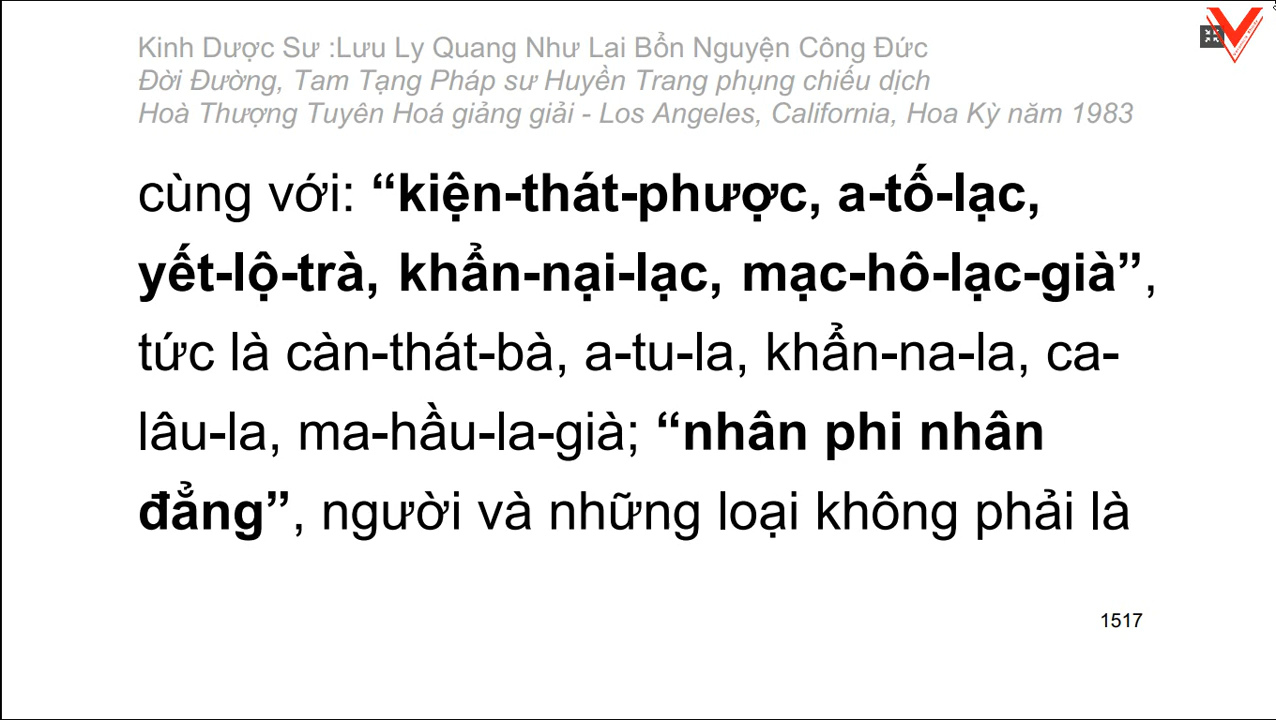 Kinh Dược Sư :Lưu Ly Quang Như Lai Bổn Nguyện Công Đức
Đời Đường, Tam Tạng Pháp sư Huyền Trang phụng chiếu dịch
Hoà Thượng Tuyên Hoá giảng giải - Los Angeles, California, Hoa Kỳ năm 1983
cùng với: “kiện-thát-phược, a-tố-lạc,
yết-lộ-trà, khẩn-nại-lạc, mạc-hô-lạc-già”,
tức là càn-thát-bà, a-tu-la, khẩn-na-la, ca-
lâu-la, ma-hầu-la-già; “nhân phi nhân
đẳng”, người và những loại không phải là
1517